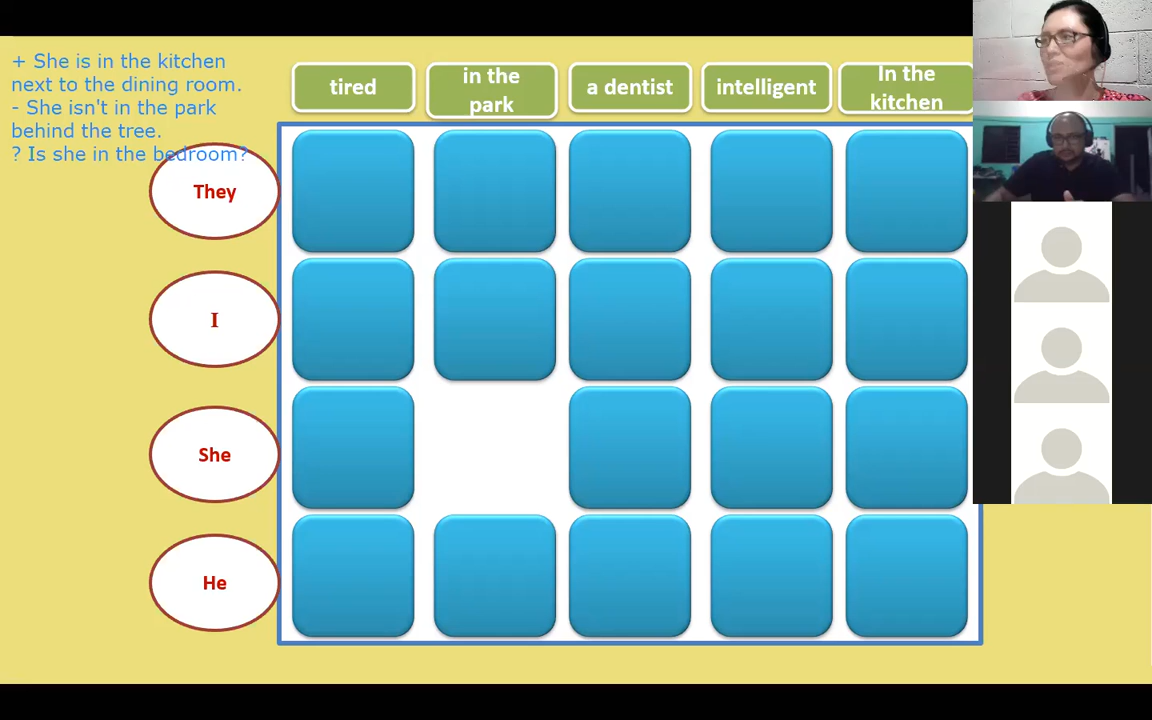 + She is in the kitchen
next to the dining room.
- She isn't in the park
behind the tree.
? Is she in the bedroom?
tired
in the
park
a dentist
intelligent
In the
kitchen
They
I
She
He